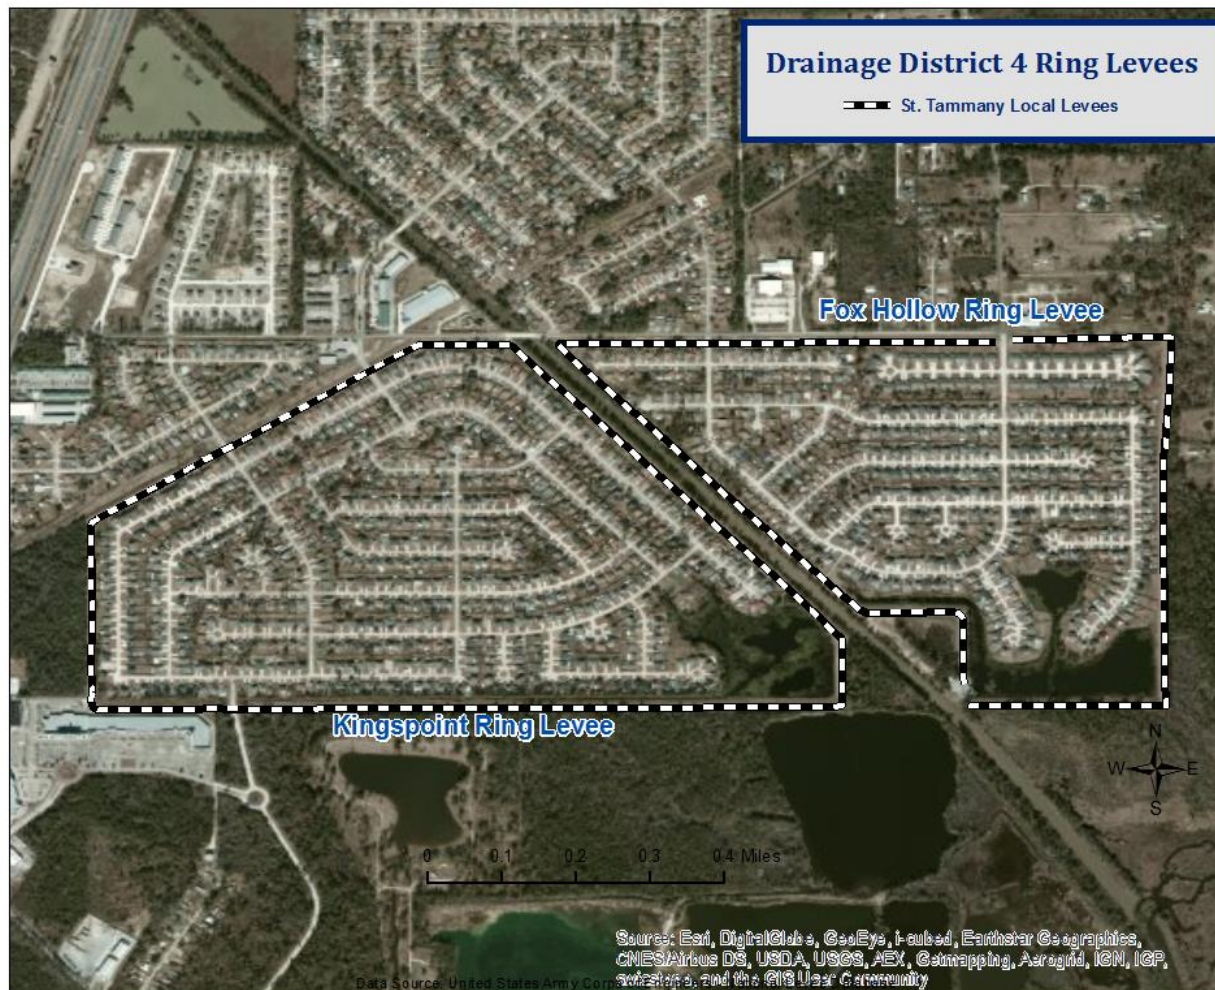 Drainage District 4 Ring Levees
St. Tammany Local Levees
Fox Hollow Ring Levee
Kingspoint Ring Levee
N
W E
S
0 0.1 0.2 0.3 0.4 Miles
Source: Esri, DigitalGlobe, GeoEye, i-cubed, Earthstar Geographics,
CNES/Airbus DS, USDA, USGS, AEX, Getmapping, Aerogrid, IGN, IGP,
swisstopo, and the GIS User Community
Data Source: United States Army Corps of